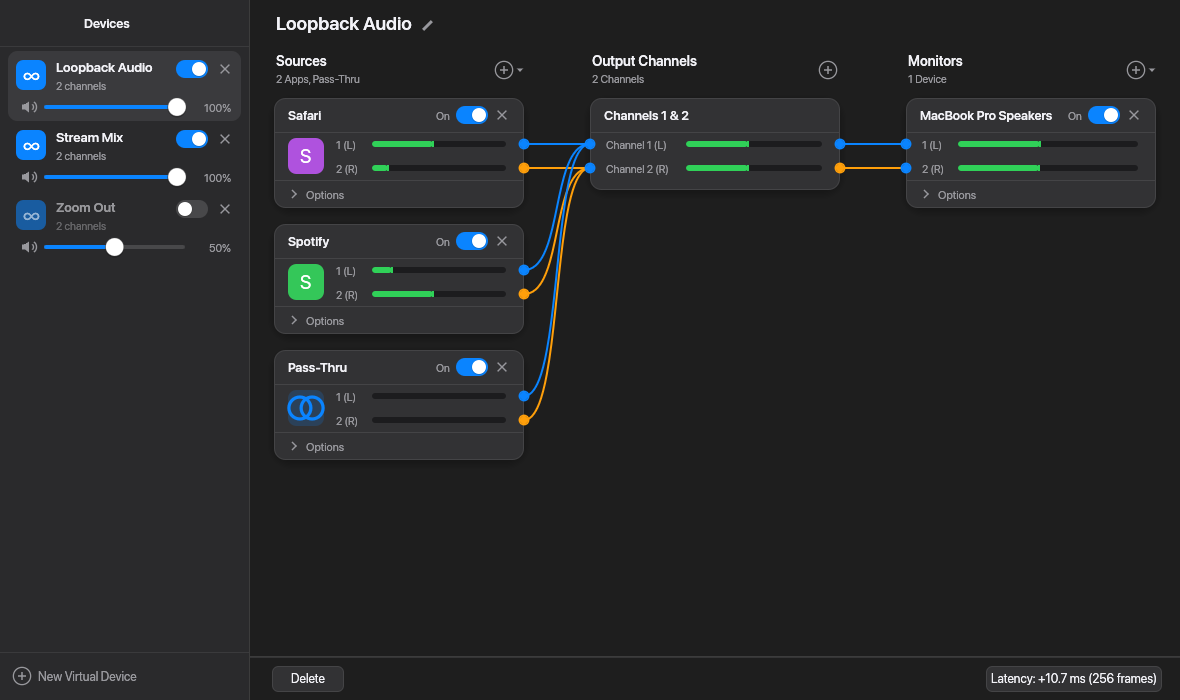 Devices
Loopback Audio
2 channels
100%
Stream Mix
2 channels
100%
Zoom Out
2 channels
50%
New Virtual Device
Loopback Audio
Sources
2 Apps, Pass-Thru
Safari
On
S
1 (L)
2 (R)
Options
Spotify
On
S
1 (L)
2 (R)
Options
Pass-Thru
On
1 (L)
2 (R)
Options
Output Channels
2 Channels
Channels 1 & 2
Channel 1 (L)
Channel 2 (R)
Monitors
1 Device
MacBook Pro Speakers
On
1 (L)
2 (R)
Options
Delete
Latency: +10.7 ms (256 frames)